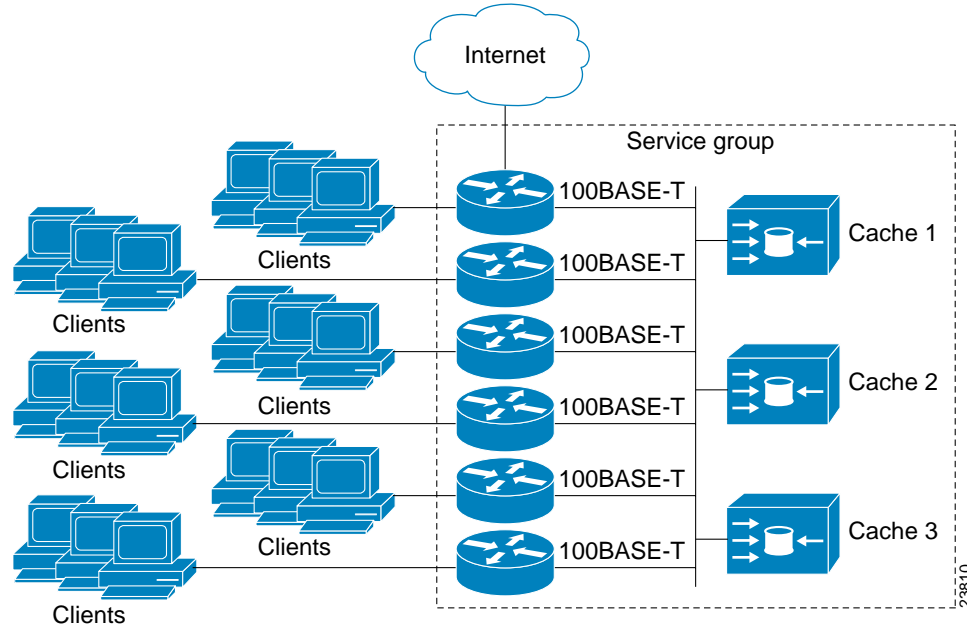 Internet
Service group
100BASE-T
Cache 1
Clients
100BASE-T
Clients
100BASE-T
Cache 2
Clients
100BASE-T
Clients
100BASE-T
Cache 3
Clients
100BASE-T
Clients
23810